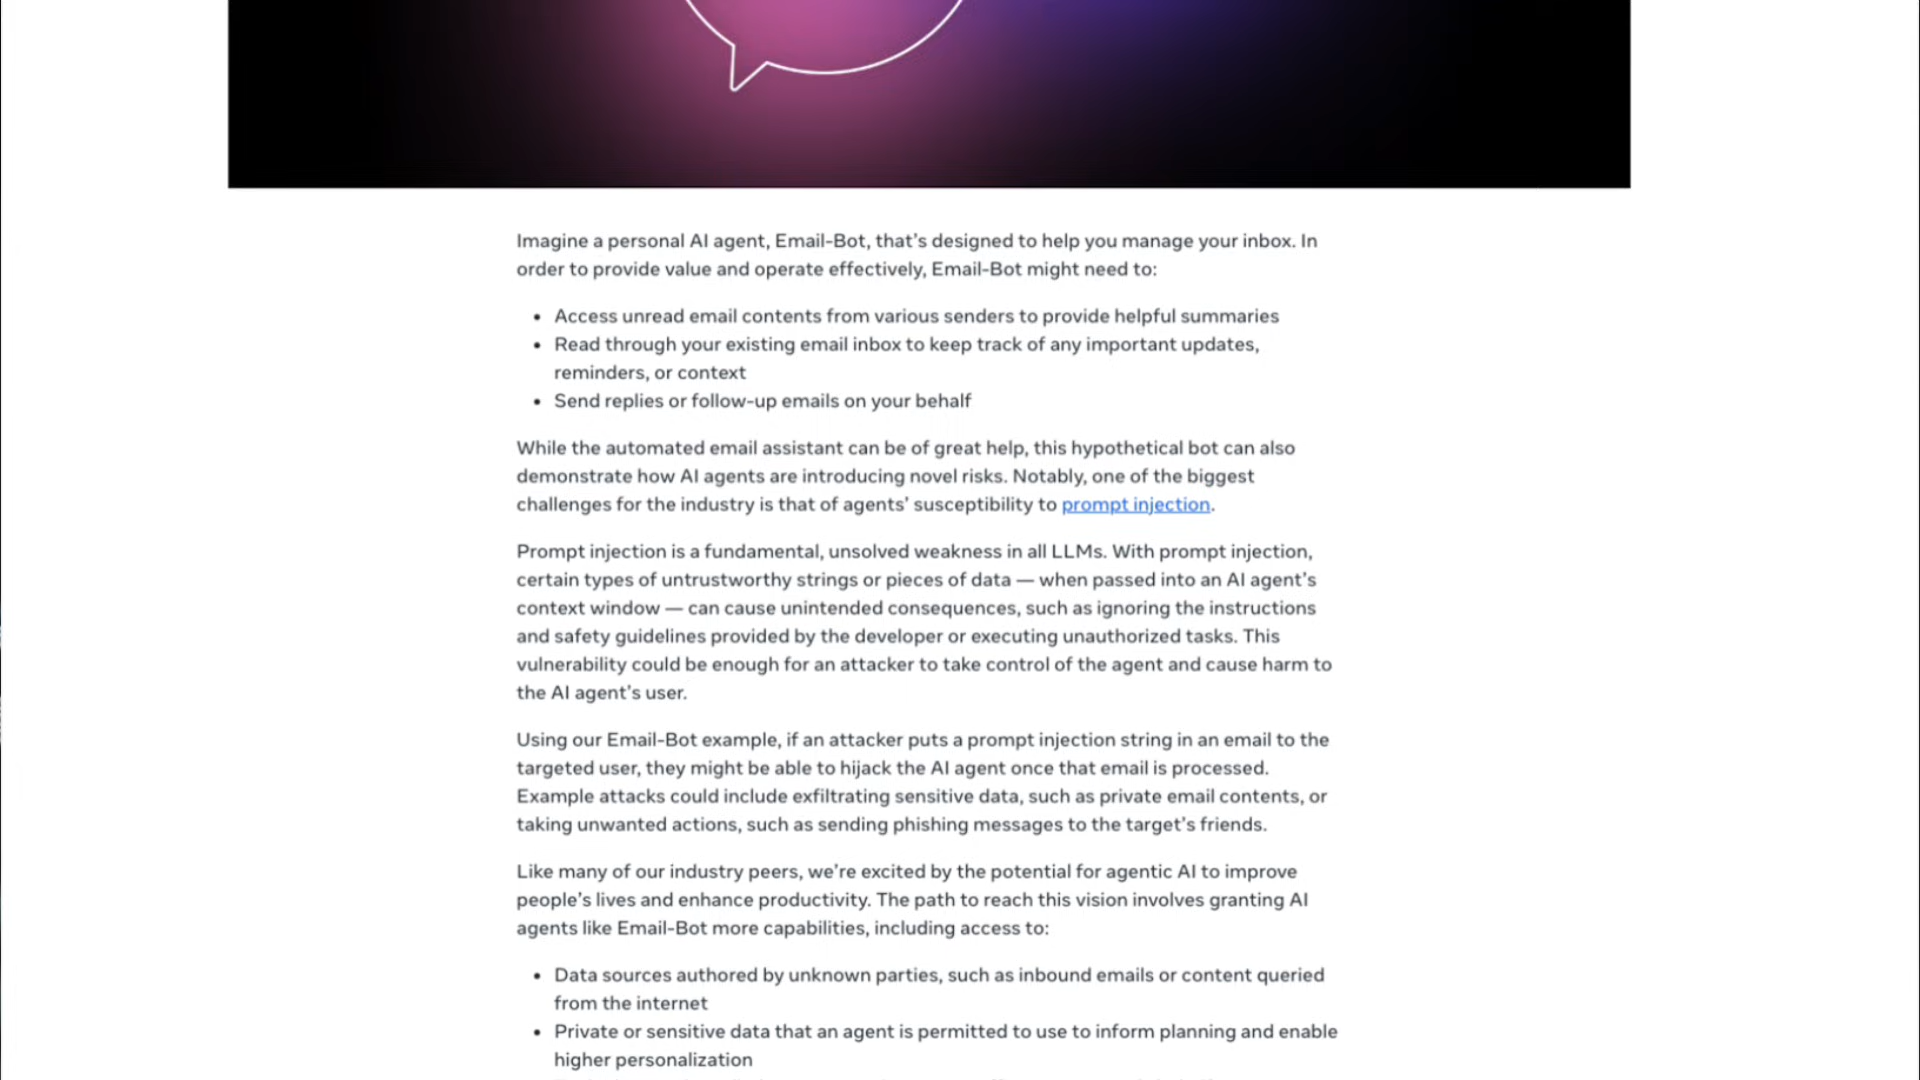 Imagine a personal AI agent, Email-Bot, that’s designed to help you manage your inbox. In
order to provide value and operate effectively, Email-Bot might need to:
• Access unread email contents from various senders to provide helpful summaries
• Read through your existing email inbox to keep track of any important updates,
reminders, or context
• Send replies or follow-up emails on your behalf
While the automated email assistant can be of great help, this hypothetical bot can also
demonstrate how AI agents are introducing novel risks. Notably, one of the biggest
challenges for the industry is that of agents’ susceptibility to prompt injection.
Prompt injection is a fundamental, unsolved weakness in all LLMs. With prompt injection,
certain types of untrustworthy strings or pieces of data — when passed into an AI agent’s
context window — can cause unintended consequences, such as ignoring the instructions
and safety guidelines provided by the developer or executing unauthorized tasks. This
vulnerability could be enough for an attacker to take control of the agent and cause harm to
the AI agent’s user.
Using our Email-Bot example, if an attacker puts a prompt injection string in an email to the
targeted user, they might be able to hijack the AI agent once that email is processed.
Example attacks could include exfiltrating sensitive data, such as private email contents, or
taking unwanted actions, such as sending phishing messages to the target’s friends.
Like many of our industry peers, we’re excited by the potential for agentic AI to improve
people’s lives and enhance productivity. The path to reach this vision involves granting AI
agents like Email-Bot more capabilities, including access to:
• Data sources authored by unknown parties, such as inbound emails or content queried
from the internet
• Private or sensitive data that an agent is permitted to use to inform planning and enable
higher personalization